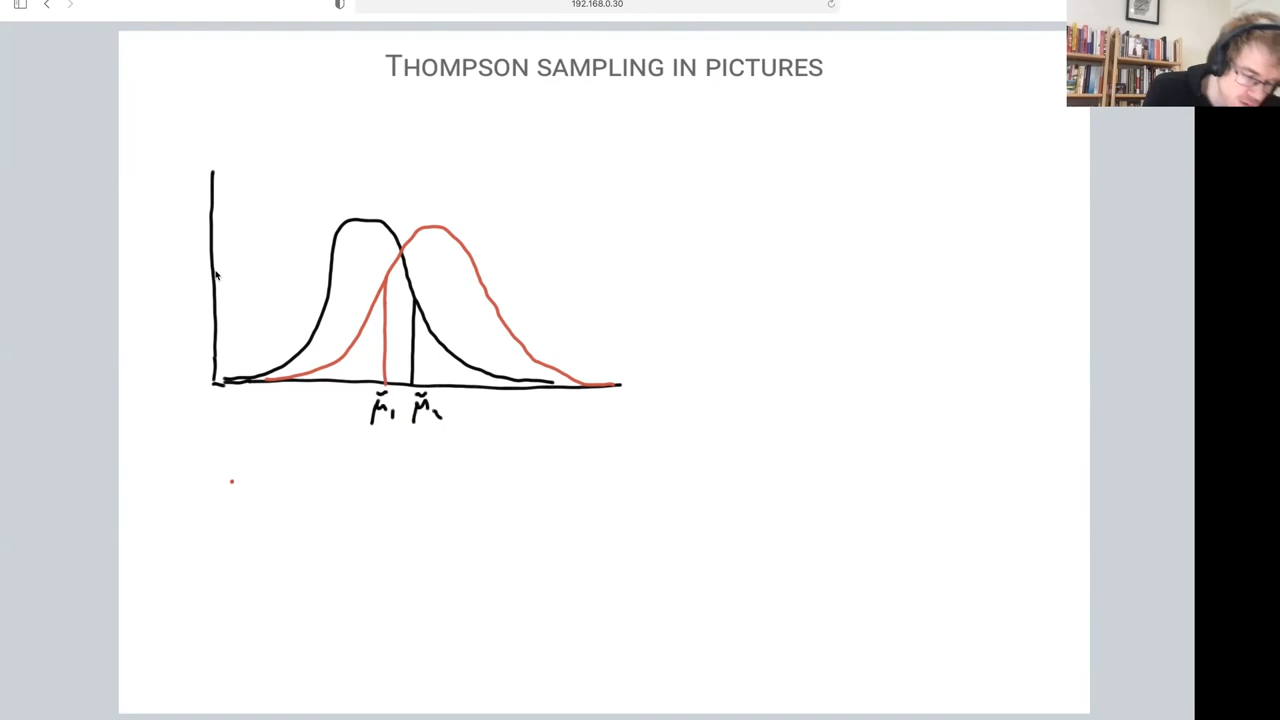 192.168.0.30
THOMPSON SAMPLING IN PICTURES
μ̃₁ μ̃₂